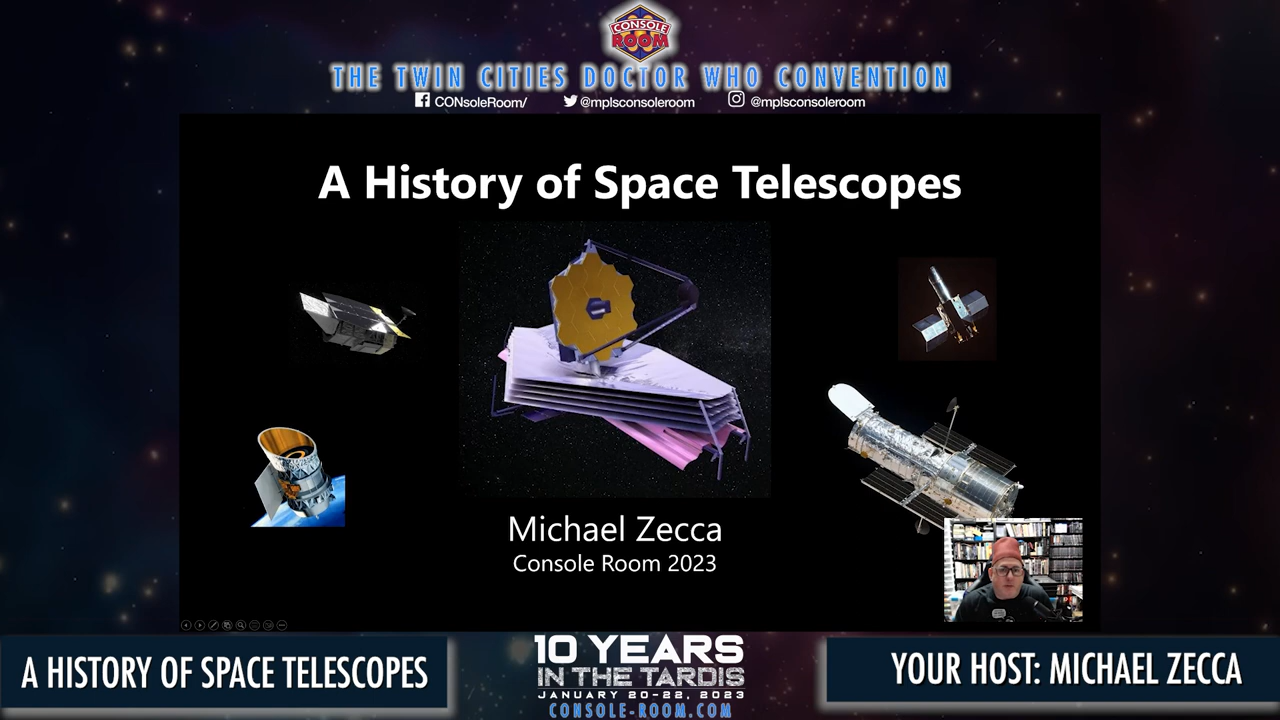 CONSOLE
ROOM
THE TWIN CITIES DOCTOR WHO CONVENTION
CONsoleRoom/ @mplsconsoleroom @mplsconsoleroom
A History of Space Telescopes
Michael Zecca
Console Room 2023
A HISTORY OF SPACE TELESCOPES
10 YEARS
IN THE TARDIS
JANUARY 20-22, 2023
CONSOLE-ROOM.COM
YOUR HOST: MICHAEL ZECCA